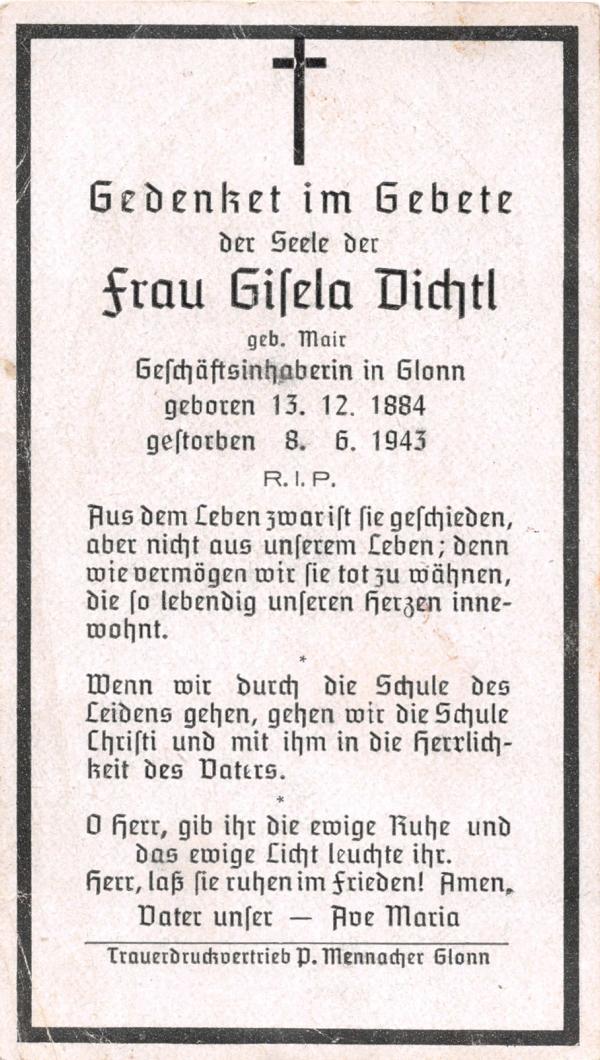 Gedenket im Gebete
der Seele der
Frau Giſela Dichtl
geb. Mair
Geſchäftsinhaberin in Glonn
geboren 13. 12. 1884
geſtorben 8. 6. 1943
R. I. P.
Aus dem Leben zwar iſt ſie geſchieden,
aber nicht aus unſerem Leben; denn
wie vermögen wir ſie tot zu wähnen,
die ſo lebendig unſeren Herzen inne-
wohnt.
*
Wenn wir durch die Schule des
Leidens gehen, gehen wir die Schule
Chriſti und mit ihm in die Herrlich-
keit des Vaters.
*
O Herr, gib ihr die ewige Ruhe und
das ewige Licht leuchte ihr.
Herr, laß ſie ruhen im Frieden! Amen.
Vater unſer — Ave Maria
Trauerdruckvertrieb P. Mennacher Glonn